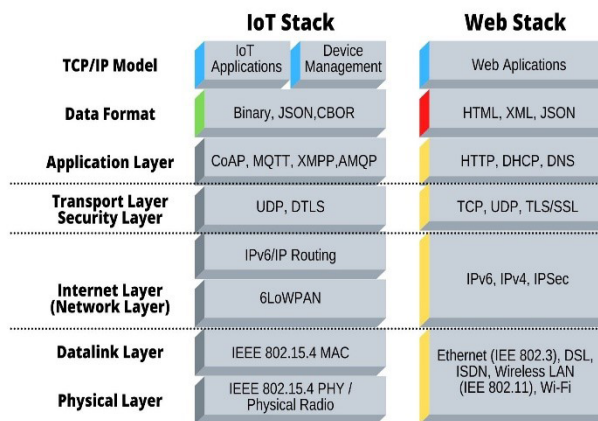 IoT Stack
Web Stack
TCP/IP Model
IoT
Applications
Device
Management
Web Aplications
Data Format
Binary, JSON,CBOR
HTML, XML, JSON
Application Layer
CoAP, MQTT, XMPP,AMQP
HTTP, DHCP, DNS
Transport Layer
Security Layer
UDP, DTLS
TCP, UDP, TLS/SSL
IPv6/IP Routing
Internet Layer
(Network Layer)
6LoWPAN
IPv6, IPv4, IPSec
Datalink Layer
IEEE 802.15.4 MAC
Physical Layer
IEEE 802.15.4 PHY /
Physical Radio
Ethernet (IEE 802.3), DSL,
ISDN, Wireless LAN
(IEE 802.11), Wi-Fi